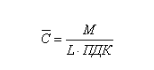 C̅ = M / (L · ПДК)